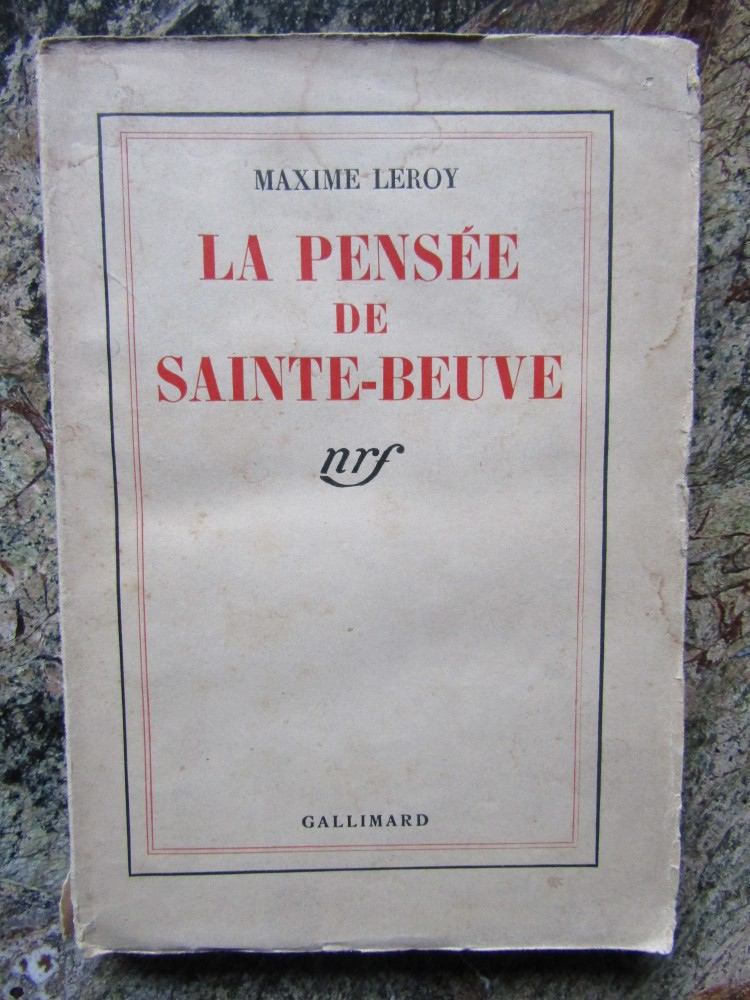 MAXIME LEROY
LA PENSÉE
DE
SAINTE-BEUVE
nrf
GALLIMARD